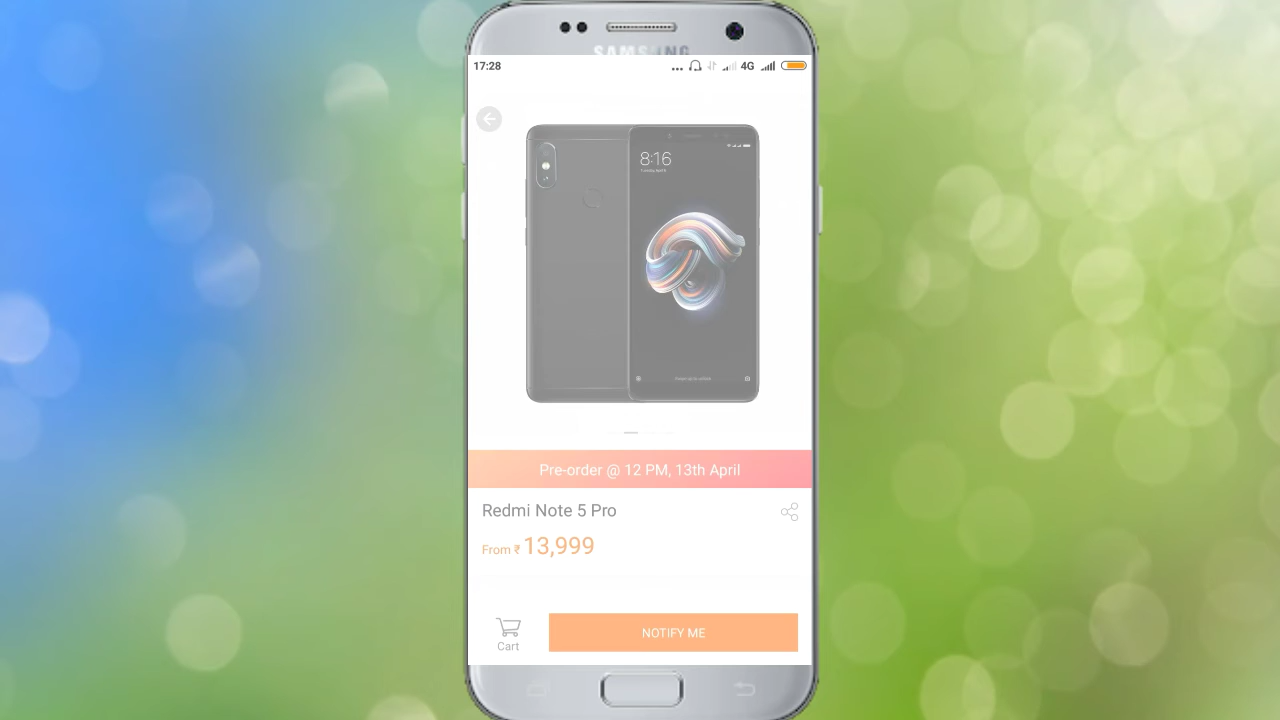 SAMSUNG
17:28
4G
8:16
Pre-order @ 12 PM, 13th April
Redmi Note 5 Pro
From ₹ 13,999
Cart
NOTIFY ME